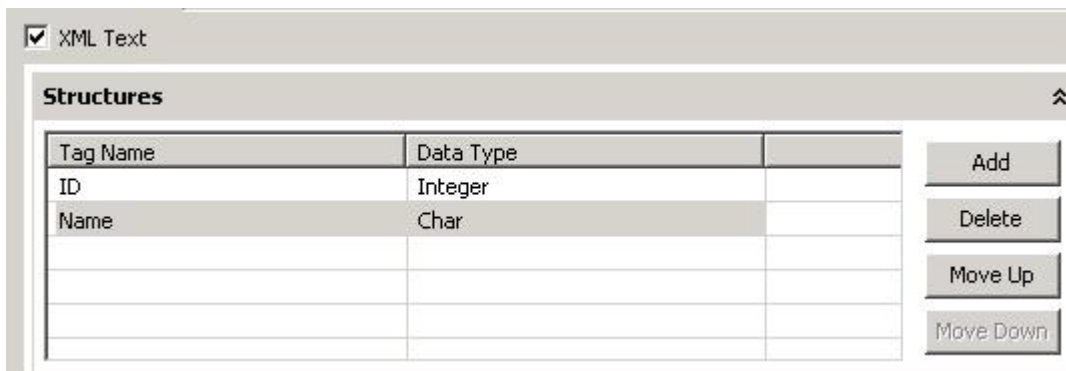 XML Text
Structures
Tag Name Data Type
Add
ID Integer
Name Char
Delete
Move Up
Move Down